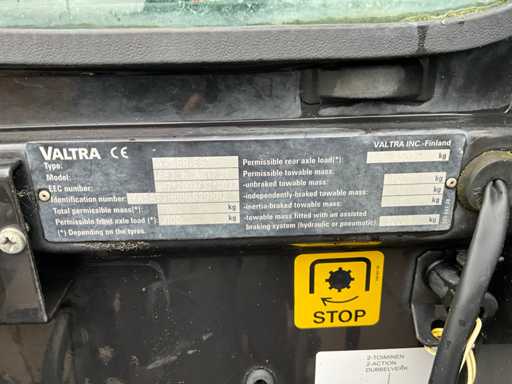 VALTRA CE
VALTRA INC.-Finland
Type:
Model:
EEC number:
Identification number:
Total permissible mass(*): kg
Permissible front axle load (*): kg
(*) Depending on the tyres.
Permissible rear axle load(*): kg
Permissible towable mass:
-unbraked towable mass: kg
-independently-braked towable mass: kg
-inertia-braked towable mass: kg
-towable mass fitted with an assisted
braking system (hydraulic or pneumatic): kg
STOP
2-TOIMINEN
2-ACTION
DUBBELVERK